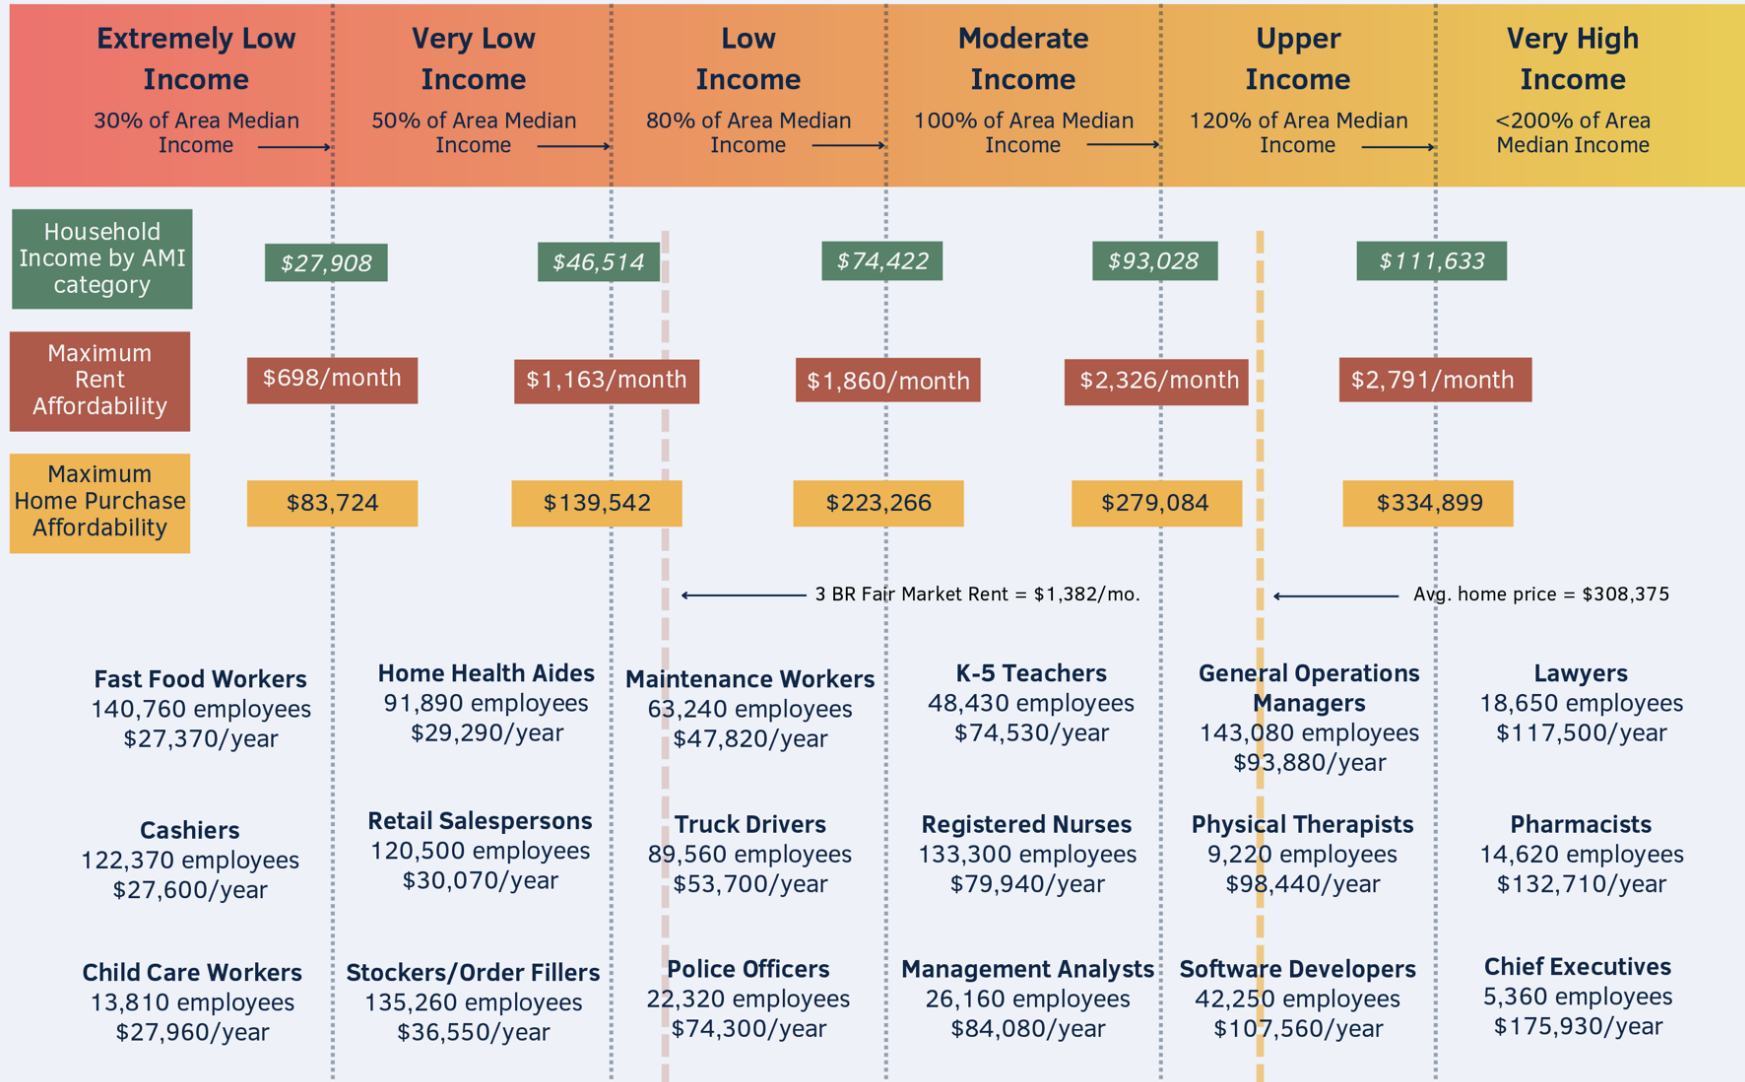 Extremely Low
Income
30% of Area Median
Income
Very Low
Income
50% of Area Median
Income
Low
Income
80% of Area Median
Income
Moderate
Income
100% of Area Median
Income
Upper
Income
120% of Area Median
Income
Very High
Income
<200% of Area
Median Income
Household
Income by AMI
category
$27,908
$46,514
$74,422
$93,028
$111,633
Maximum
Rent
Affordability
$698/month
$1,163/month
$1,860/month
$2,326/month
$2,791/month
Maximum
Home Purchase
Affordability
$83,724
$139,542
$223,266
$279,084
$334,899
3 BR Fair Market Rent = $1,382/mo.
Avg. home price = $308,375
Fast Food Workers
140,760 employees
$27,370/year
Home Health Aides
91,890 employees
$29,290/year
Maintenance Workers
63,240 employees
$47,820/year
K-5 Teachers
48,430 employees
$74,530/year
General Operations
Managers
143,080 employees
$93,880/year
Lawyers
18,650 employees
$117,500/year
Cashiers
122,370 employees
$27,600/year
Retail Salespersons
120,500 employees
$30,070/year
Truck Drivers
89,560 employees
$53,700/year
Registered Nurses
133,300 employees
$79,940/year
Physical Therapists
9,220 employees
$98,440/year
Pharmacists
14,620 employees
$132,710/year
Child Care Workers
13,810 employees
$27,960/year
Stockers/Order Fillers
135,260 employees
$36,550/year
Police Officers
22,320 employees
$74,300/year
Management Analysts
26,160 employees
$84,080/year
Software Developers
42,250 employees
$107,560/year
Chief Executives
5,360 employees
$175,930/year